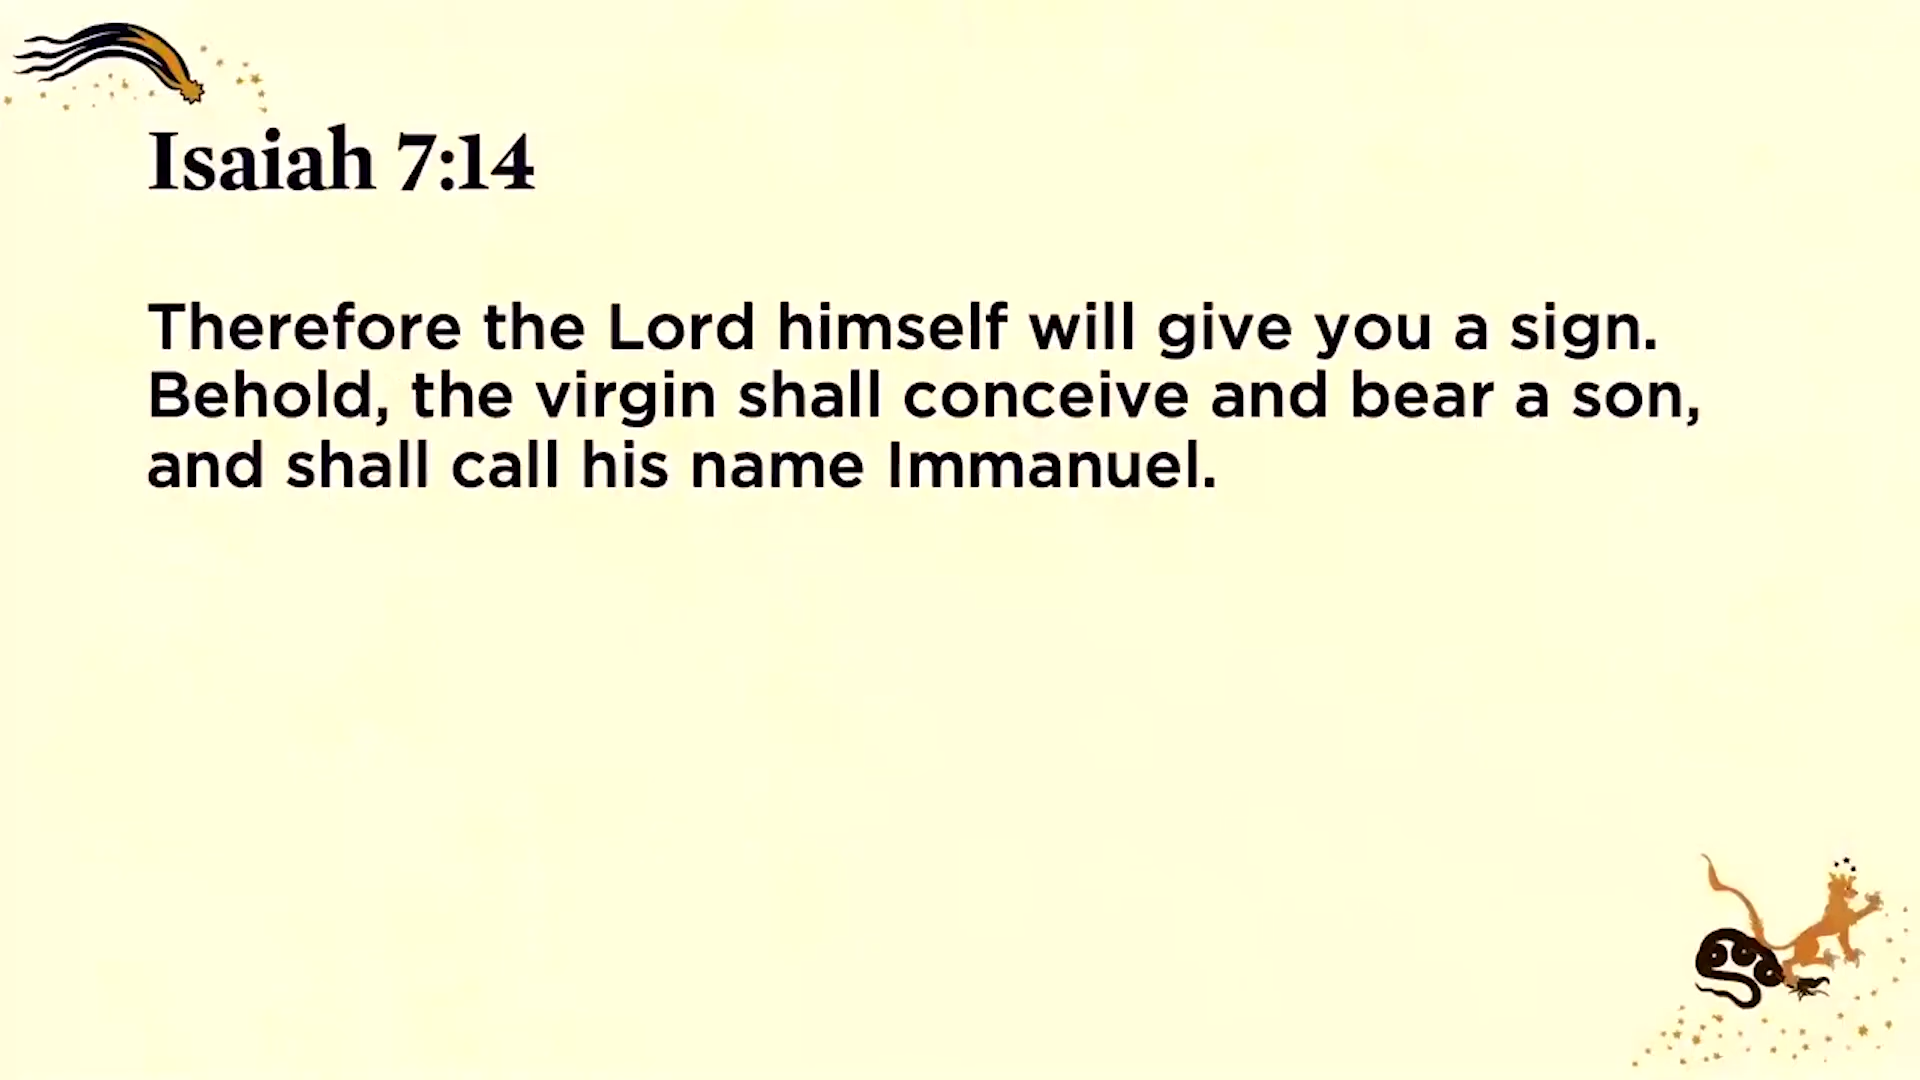 Isaiah 7:14
Therefore the Lord himself will give you a sign.
Behold, the virgin shall conceive and bear a son,
and shall call his name Immanuel.